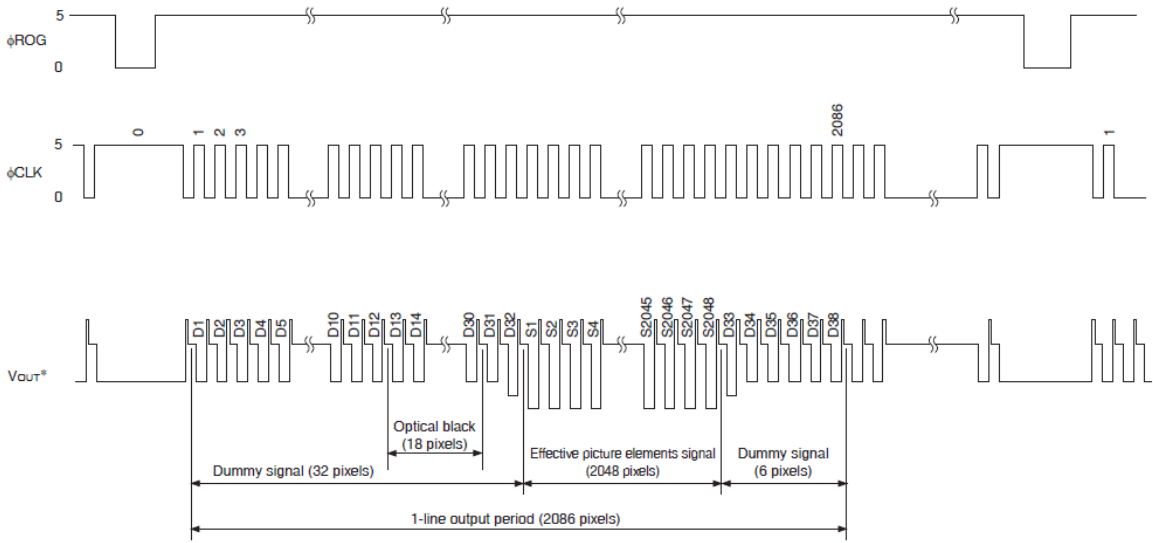 5
ϕROG
0
0
1
2
3
2086
1
5
ϕCLK
0
D1
D2
D3
D4
D5
D10
D11
D12
D13
D14
D30
D31
D32
S1
S2
S3
S4
S2045
S2046
S2047
S2048
D33
D34
D35
D36
D37
D38
VOUT*
Optical black
(18 pixels)
Dummy signal (32 pixels)
Effective picture elements signal
(2048 pixels)
Dummy signal
(6 pixels)
1-line output period (2086 pixels)